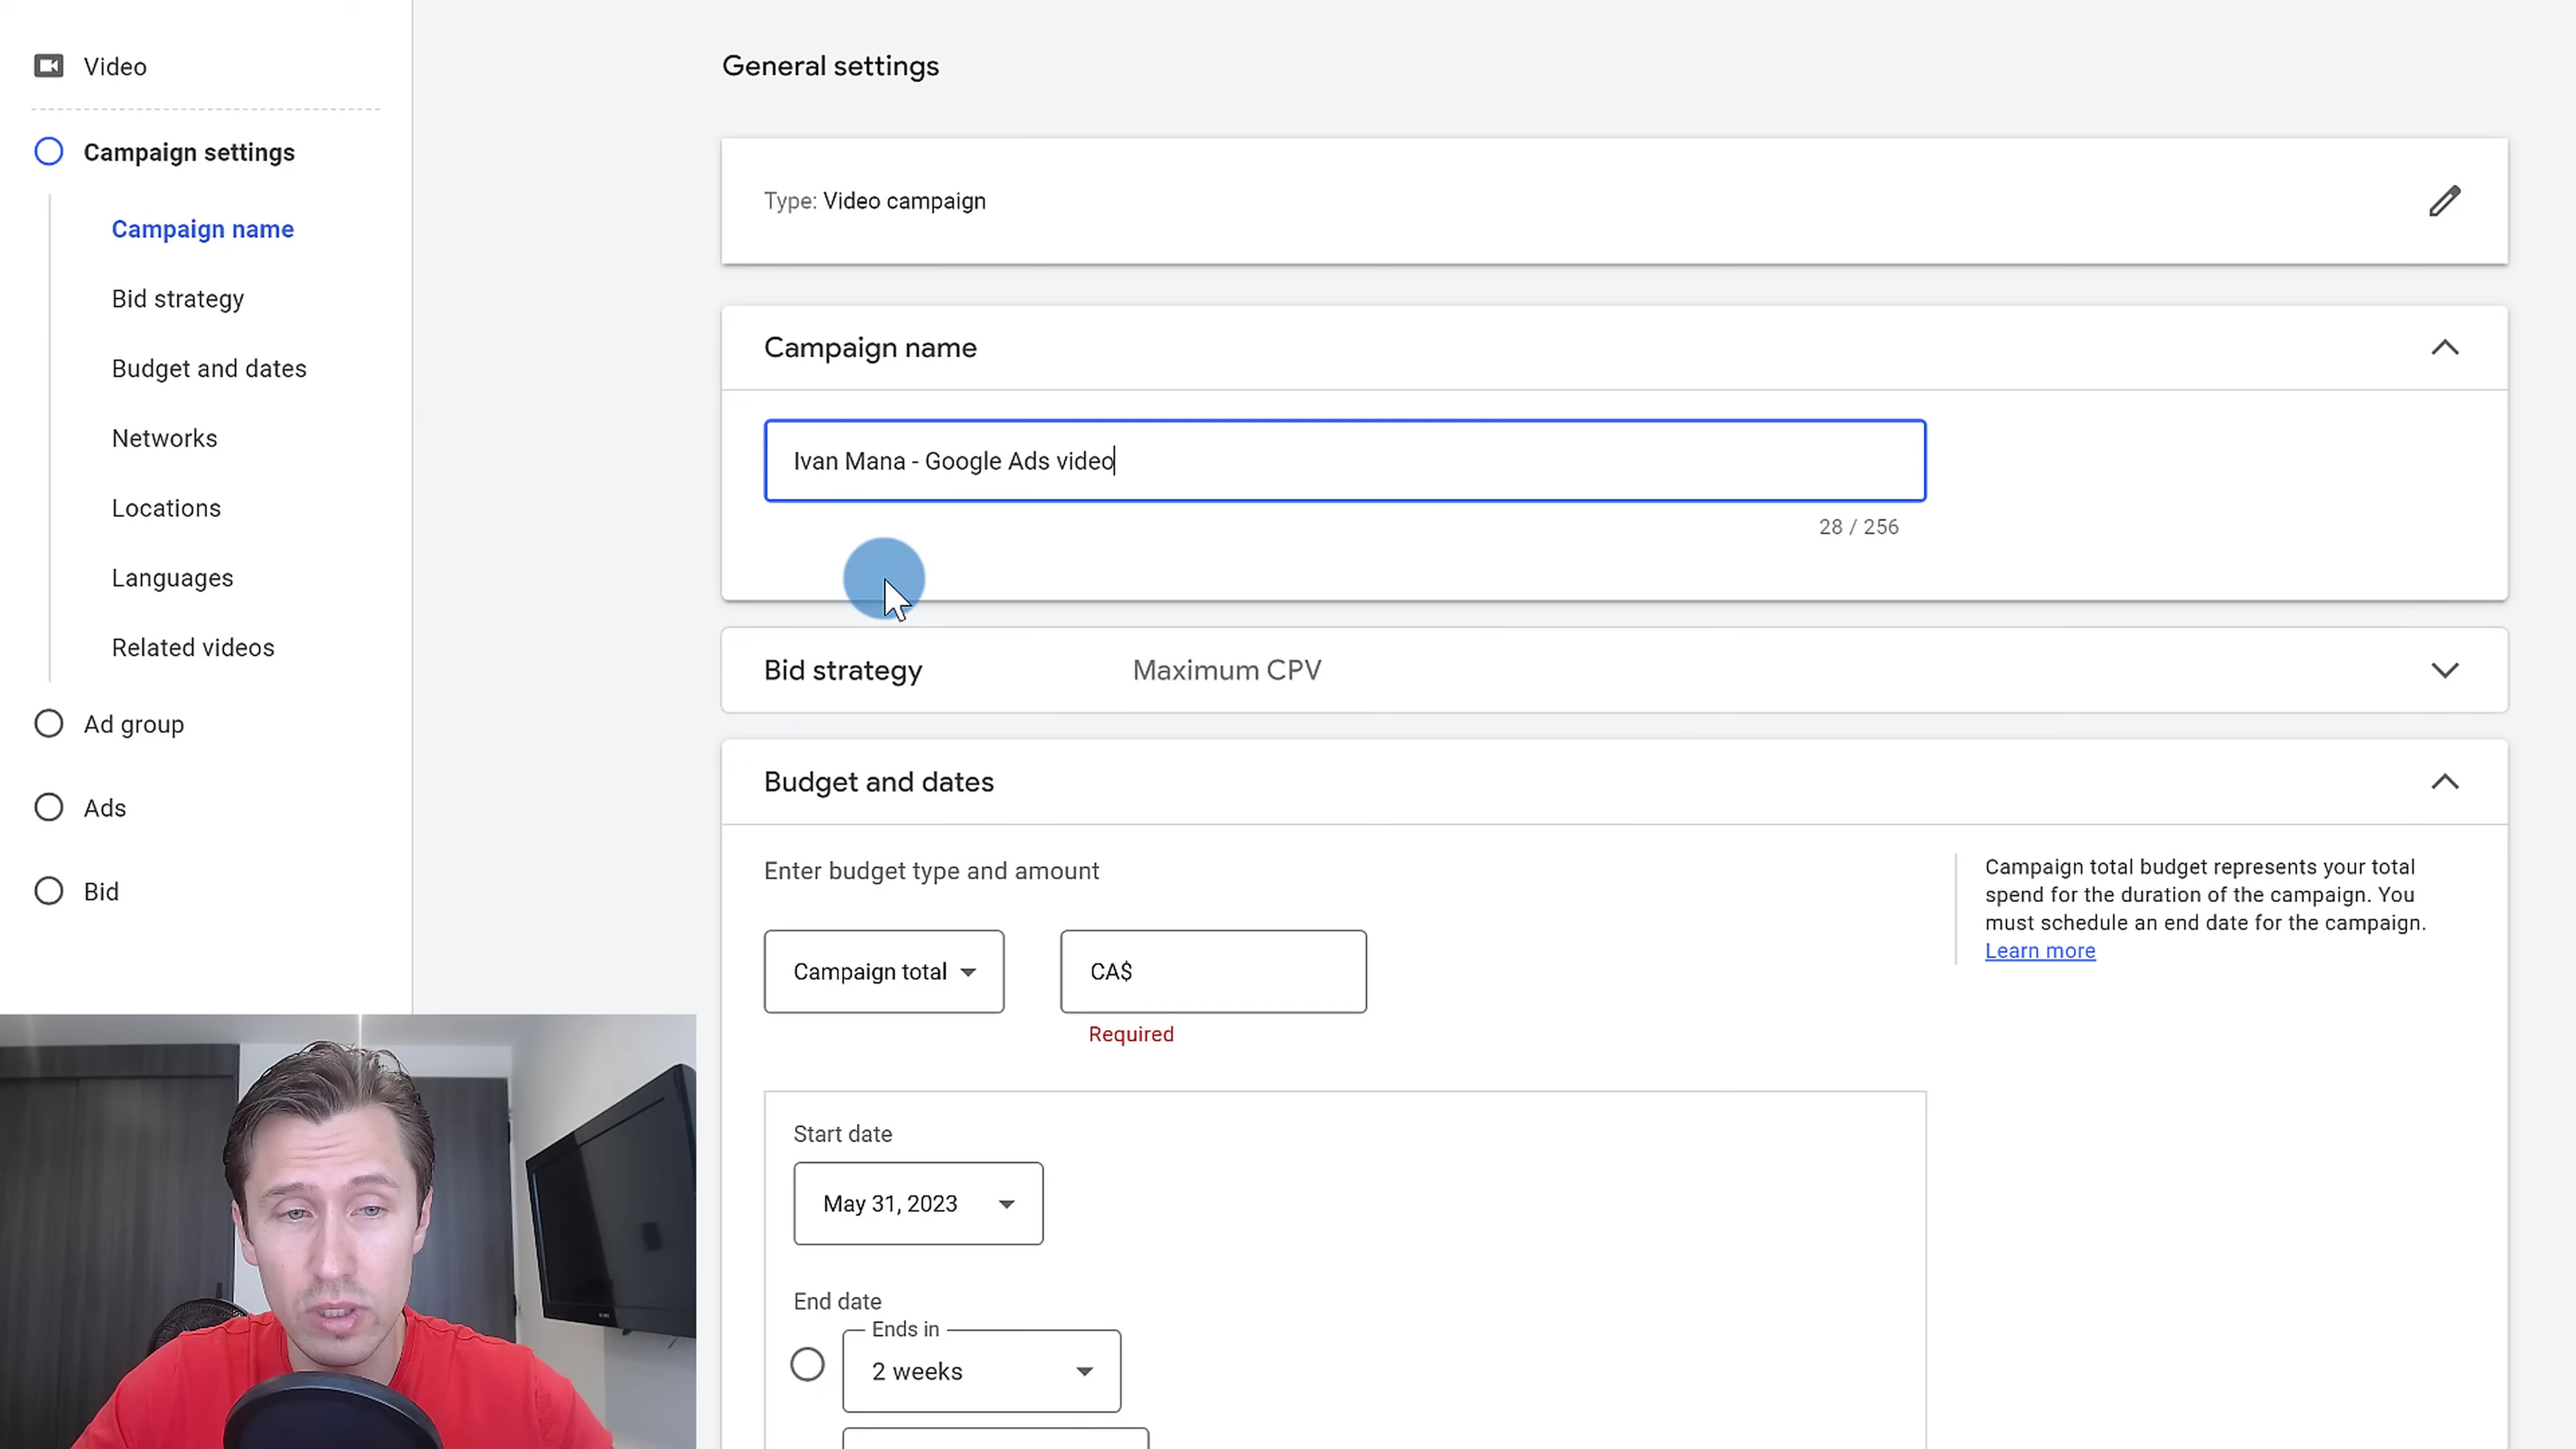 Video
Campaign settings
Campaign name
Bid strategy
Budget and dates
Networks
Locations
Languages
Related videos
Ad group
Ads
Bid
General settings
Type: Video campaign
Campaign name
Ivan Mana - Google Ads video
28 / 256
Bid strategy Maximum CPV
Budget and dates
Enter budget type and amount
Campaign total CA$
Required
Campaign total budget represents your total
spend for the duration of the campaign. You
must schedule an end date for the campaign.
Learn more
Start date
May 31, 2023
End date
Ends in
2 weeks